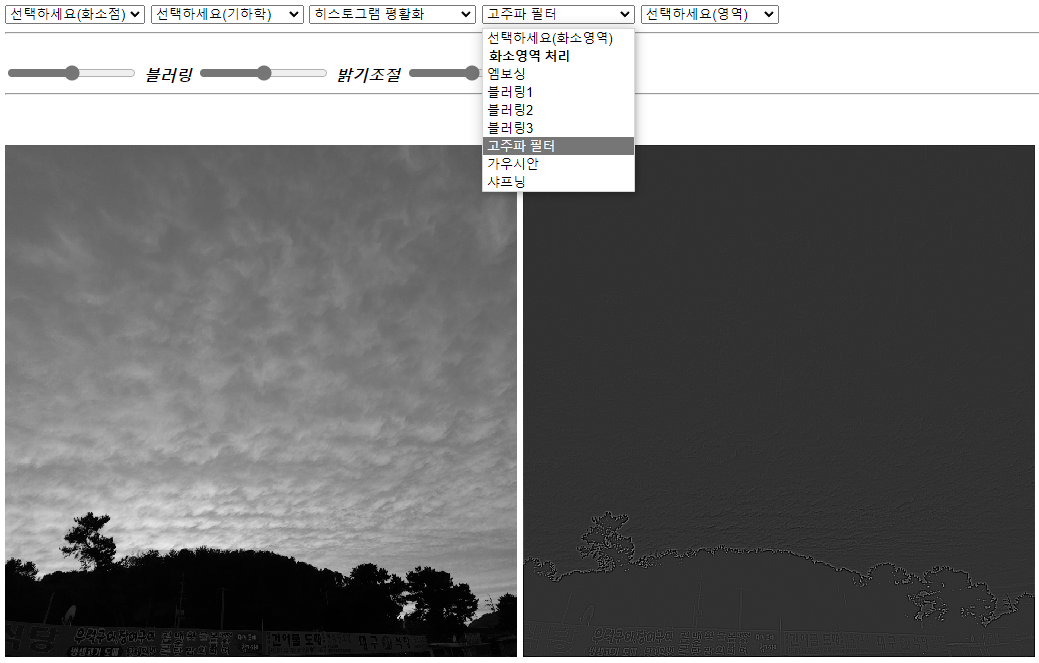 선택하세요(화소점) 선택하세요(기하학) 히스토그램 평활화 고주파 필터 선택하세요(영역)
선택하세요(화소영역)
화소영역 처리
엠보싱
블러링1
블러링2
블러링3
고주파 필터
가우시안
샤프닝
블러링 밝기조절